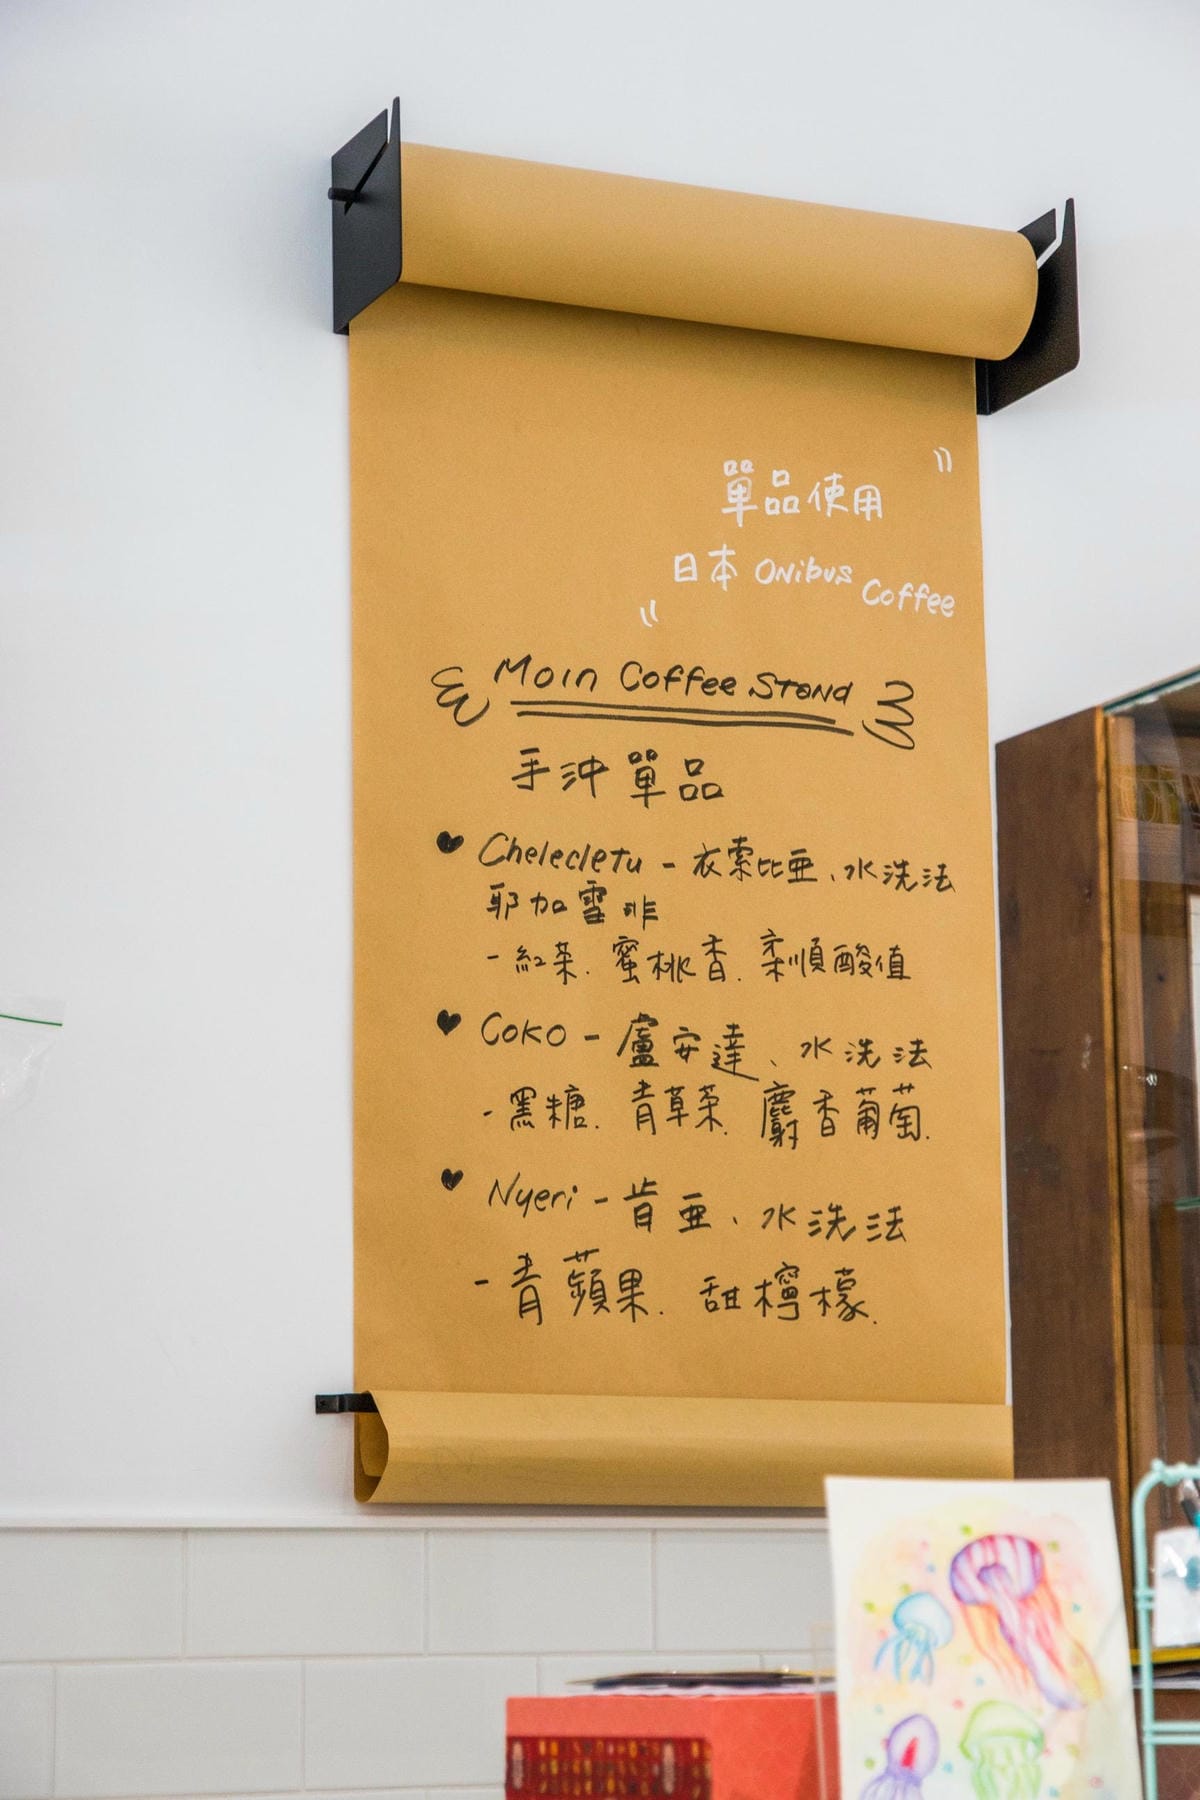 單品使用
日本 ONibus Coffee
Moin Coffee Stand
手沖單品
♥ Chelecletu - 衣索比亞、水洗法
耶加雪非
- 紅茶. 蜜桃香. 柔順酸值
♥ Coko - 盧安達、水洗法
- 黑糖. 青草茶. 麝香葡萄.
♥ Nyeri - 肯亞、水洗法
- 青蘋果. 甜檸檬.